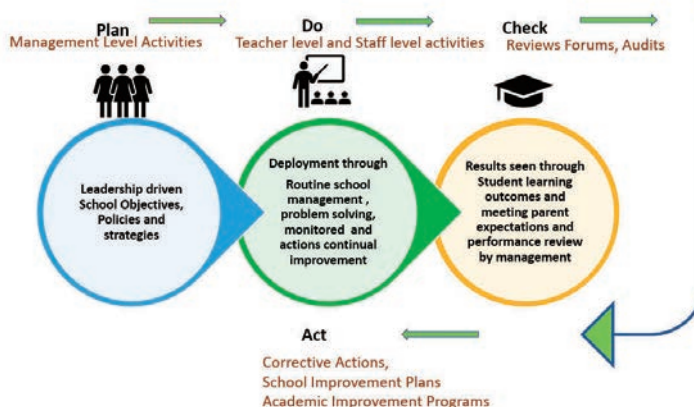 Plan
Management Level Activities
Do
Teacher level and Staff level activities
Check
Reviews Forums, Audits
Leadership driven
School Objectives,
Policies and
strategies
Deployment through
Routine school
management ,
problem solving,
monitored and
actions continual
improvement
Results seen through
Student learning
outcomes and
meeting parent
expectations and
performance review
by management
Act
Corrective Actions,
School Improvement Plans
Academic Improvement Programs